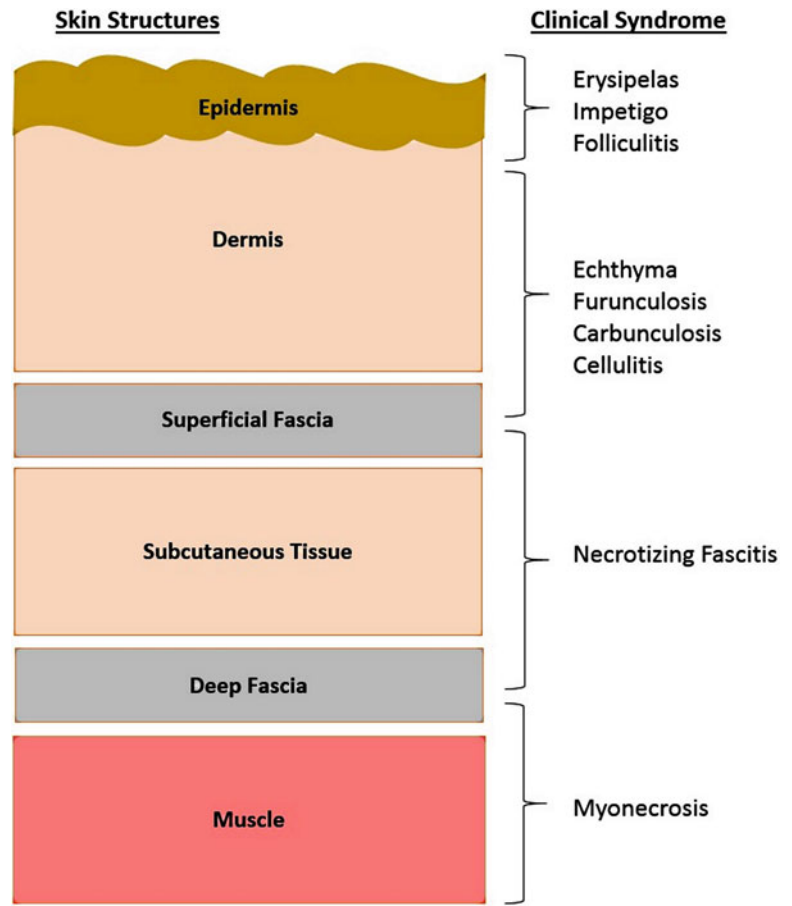 Skin Structures
Clinical Syndrome
Epidermis
Erysipelas
Impetigo
Folliculitis
Dermis
Echthyma
Furunculosis
Carbunculosis
Cellulitis
Superficial Fascia
Subcutaneous Tissue
Necrotizing Fascitis
Deep Fascia
Muscle
Myonecrosis